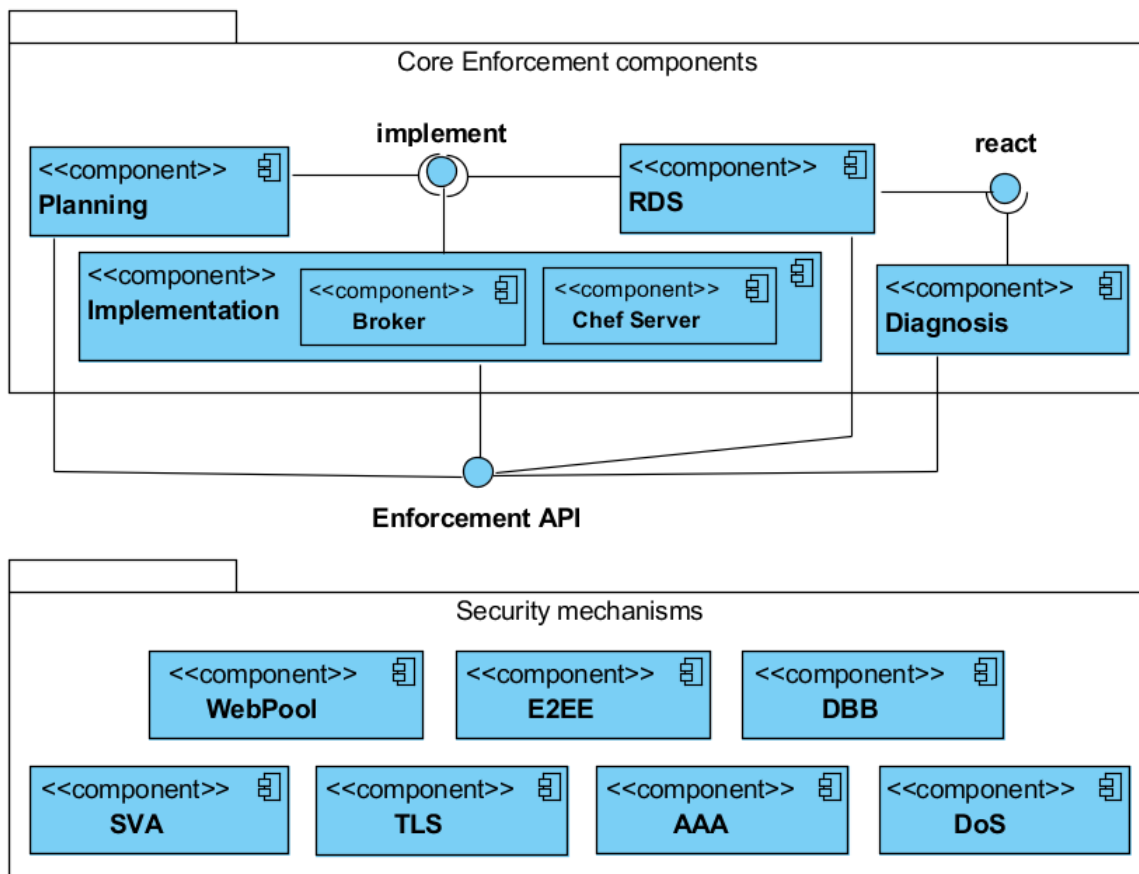 Core Enforcement components
implement
react
<<component>>
Planning
<<component>>
RDS
<<component>>
Implementation
<<component>>
Broker
<<component>>
Chef Server
<<component>>
Diagnosis
Enforcement API
Security mechanisms
<<component>>
WebPool
<<component>>
E2EE
<<component>>
DBB
<<component>>
SVA
<<component>>
TLS
<<component>>
AAA
<<component>>
DoS